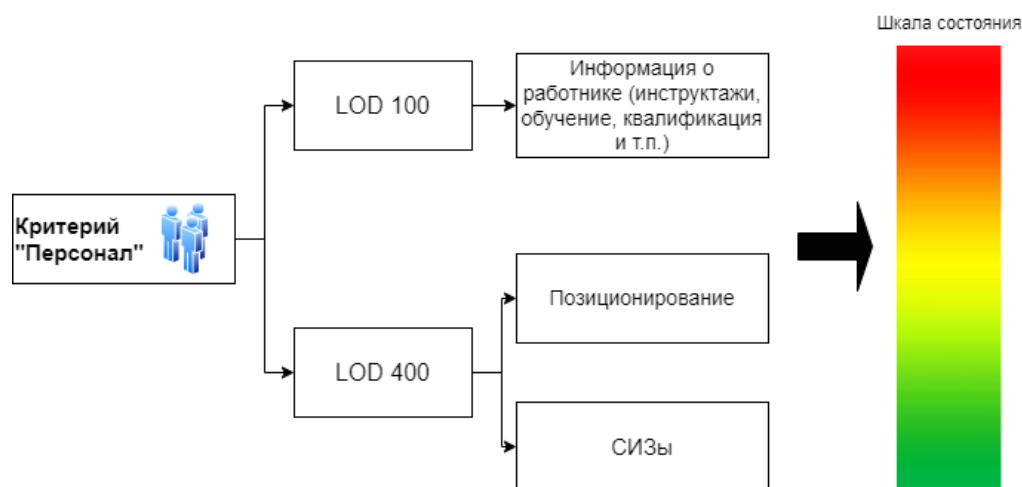 Шкала состояния
Информация о
работнике (инструктажи,
обучение, квалификация
и т.п.)
LOD 100
Критерий
"Персонал"
Позиционирование
LOD 400
СИЗы